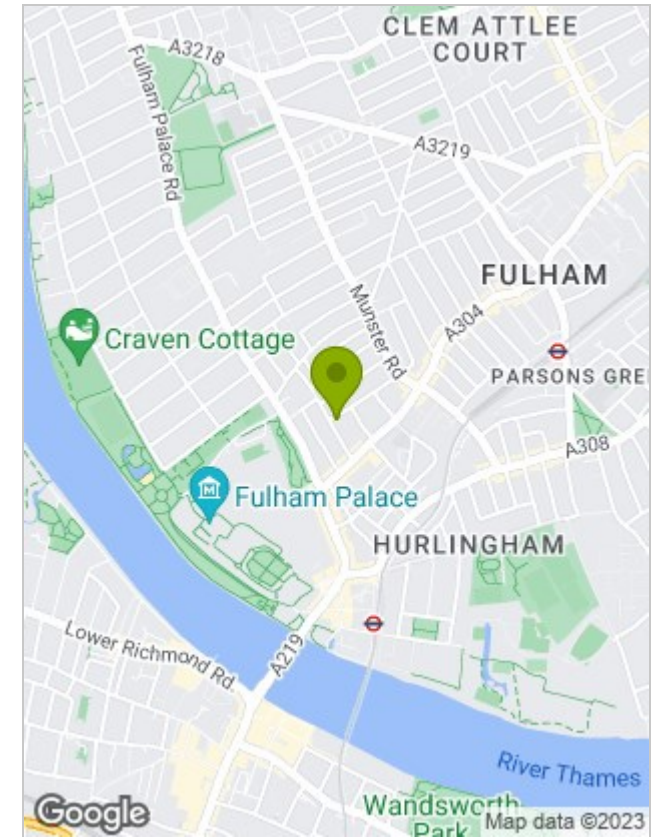 CLEM ATTLEE
COURT
A3218
Fulham Palace Rd
A3219
FULHAM
Munster Rd
A304
Craven Cottage
PARSONS GRE
A308
Fulham Palace
HURLINGHAM
Lower Richmond Rd
A219
River Thames
Wandsworth
Park
Google
Map data ©2023